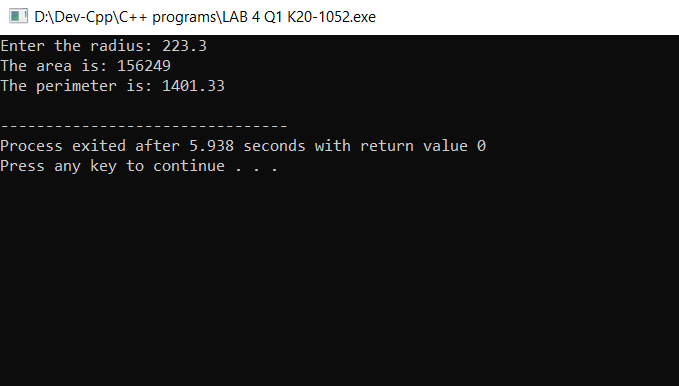 D:\Dev-Cpp\C++ programs\LAB 4 Q1 K20-1052.exe
Enter the radius: 223.3
The area is: 156249
The perimeter is: 1401.33
--------------------------------
Process exited after 5.938 seconds with return value 0
Press any key to continue . . .